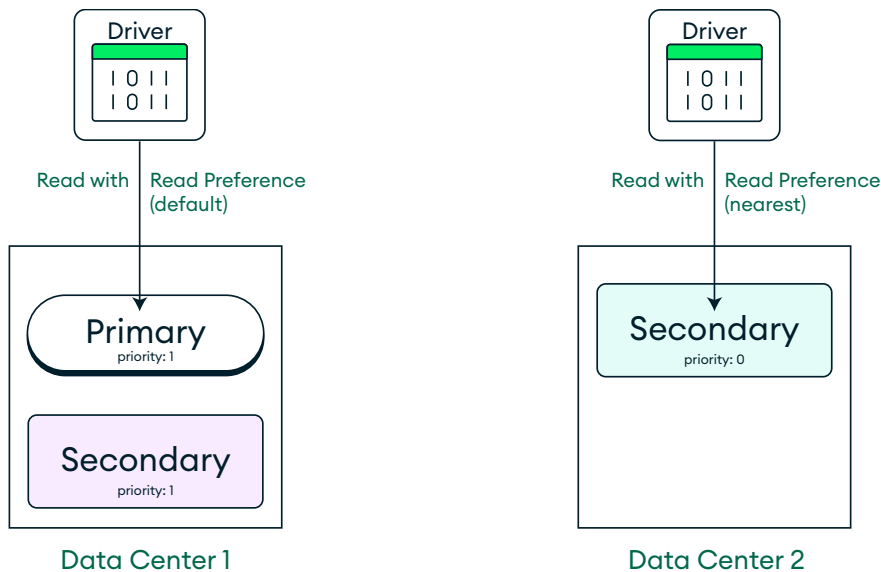 Driver
1 0 1 1
1 0 1 1
Read with
Read Preference
(default)
Primary
priority: 1
Secondary
priority: 1
Data Center 1
Driver
1 0 1 1
1 0 1 1
Read with
Read Preference
(nearest)
Secondary
priority: 0
Data Center 2